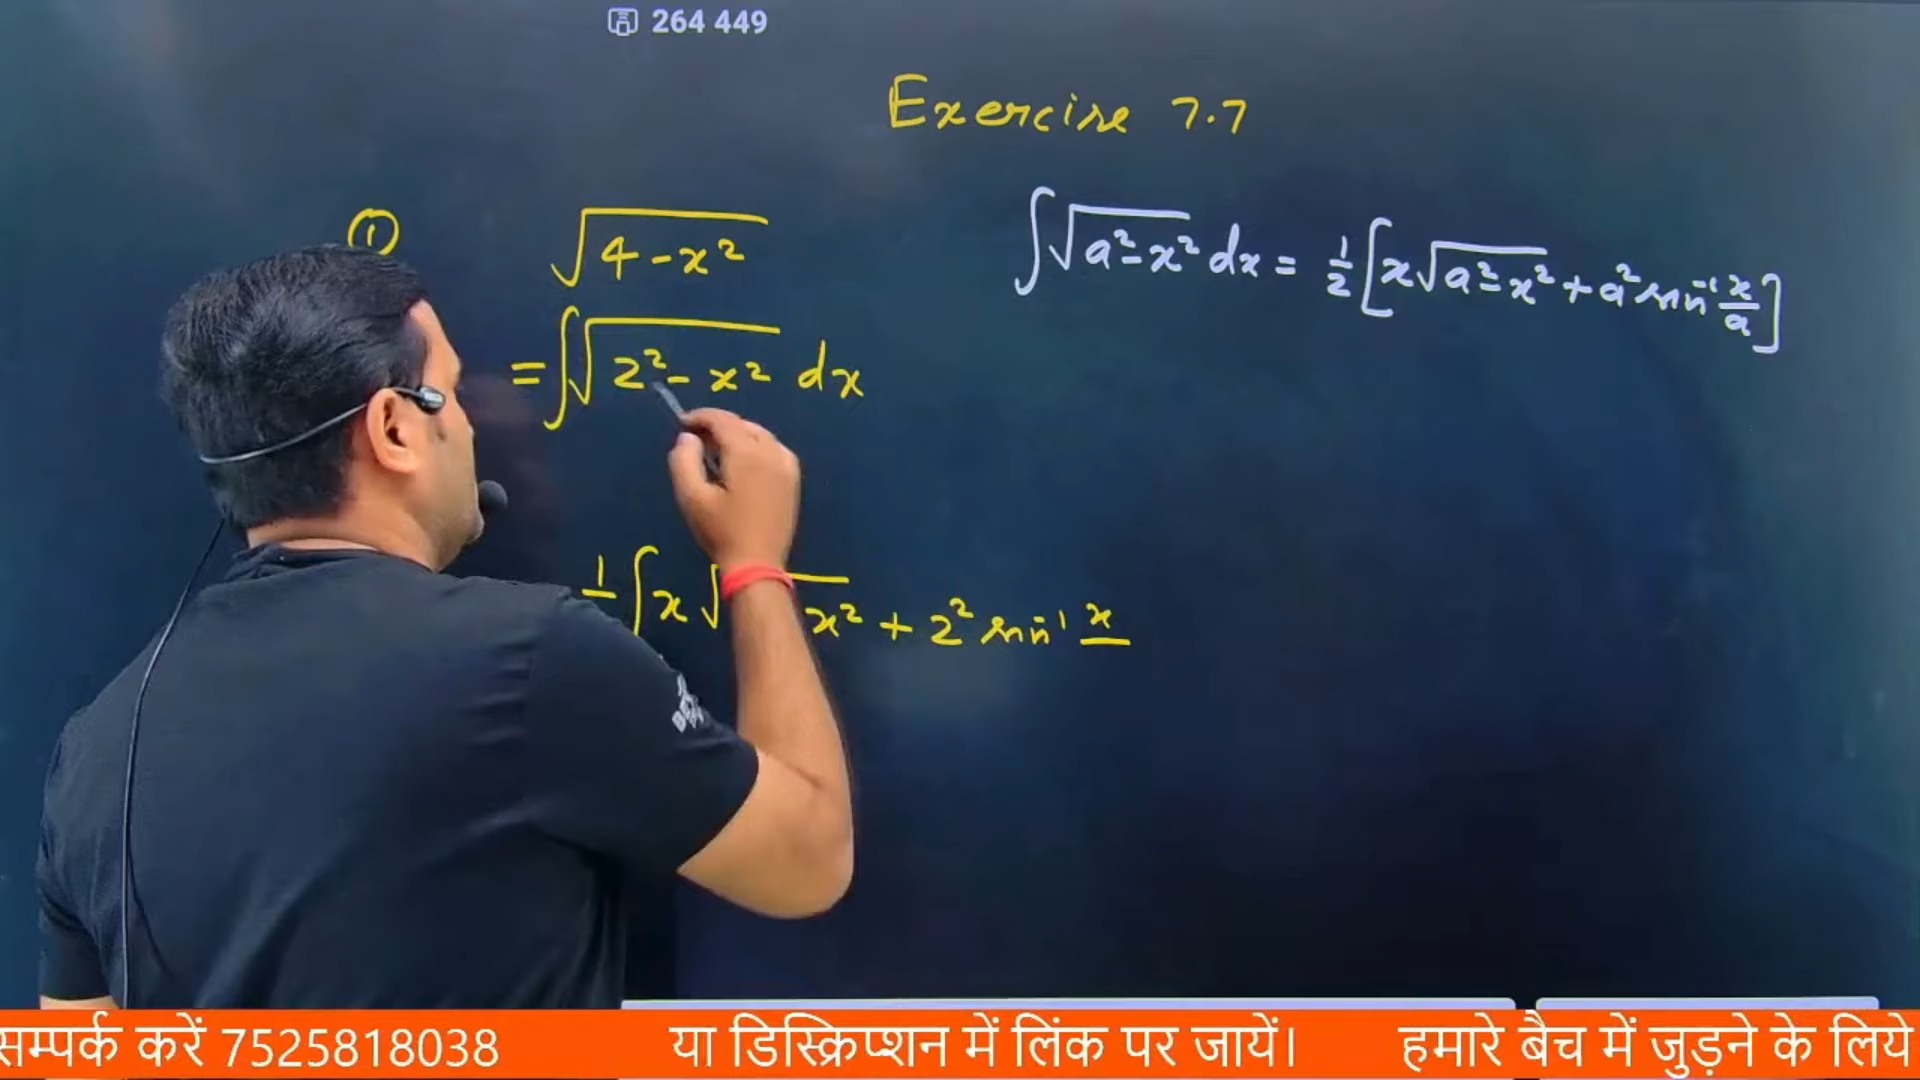 264 449
Exercise 7.7
①
√(4-x²)
∫√(a²-x²) dx = 1/2 [x√(a²-x²) + a² sin⁻¹ x/a]
= ∫√(2²-x²) dx
1 [x√ x² + 2² sin⁻¹ x
सम्पर्क करें 7525818038 या डिस्क्रिप्शन में लिंक पर जायें। हमारे बैच में जुड़ने के लिये